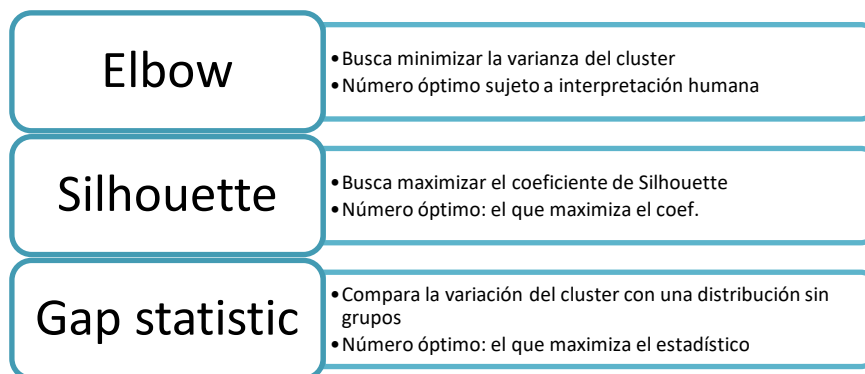 Elbow
•Busca minimizar la varianza del cluster
•Número óptimo sujeto a interpretación humana
Silhouette
•Busca maximizar el coeficiente de Silhouette
•Número óptimo: el que maximiza el coef.
Gap statistic
•Compara la variación del cluster con una distribución sin
grupos
•Número óptimo: el que maximiza el estadístico